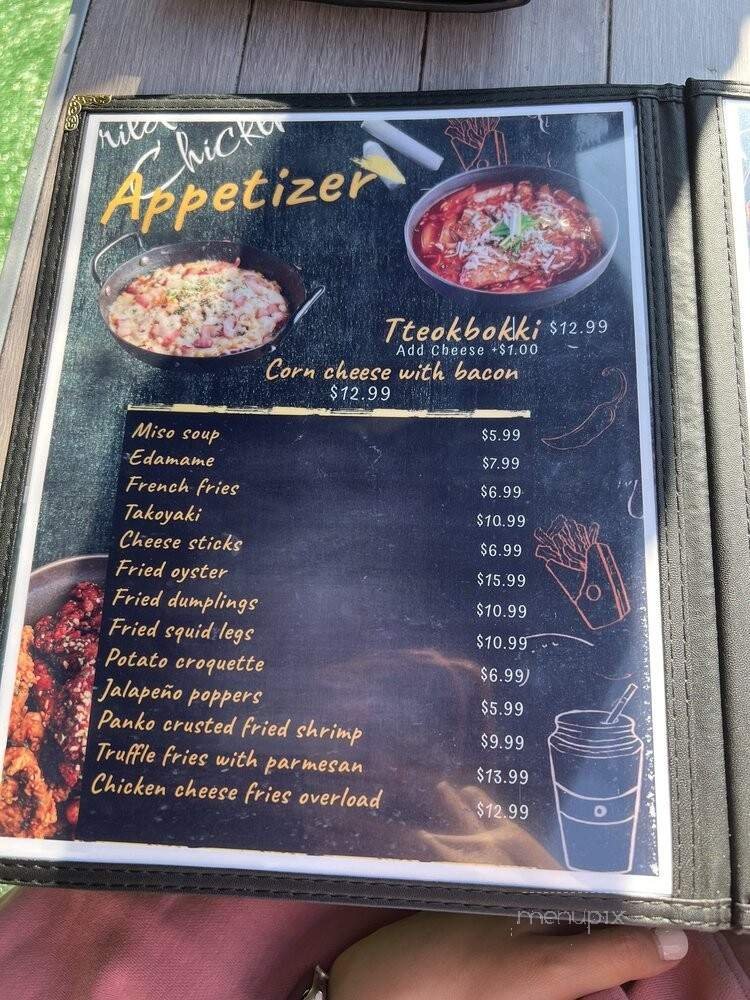 Chicken
Appetizer
Tteokbokki $12.99
Add Cheese +$1.00
Corn cheese with bacon
$12.99
Miso soup $5.99
Edamame $7.99
French fries $6.99
Takoyaki $10.99
Cheese sticks $6.99
Fried oyster $15.99
Fried dumplings $10.99
Fried squid legs $10.99
Potato croquette $6.99
Jalapeño poppers $5.99
Panko crusted fried shrimp $9.99
Truffle fries with parmesan $13.99
Chicken cheese fries overload $12.99
menupix